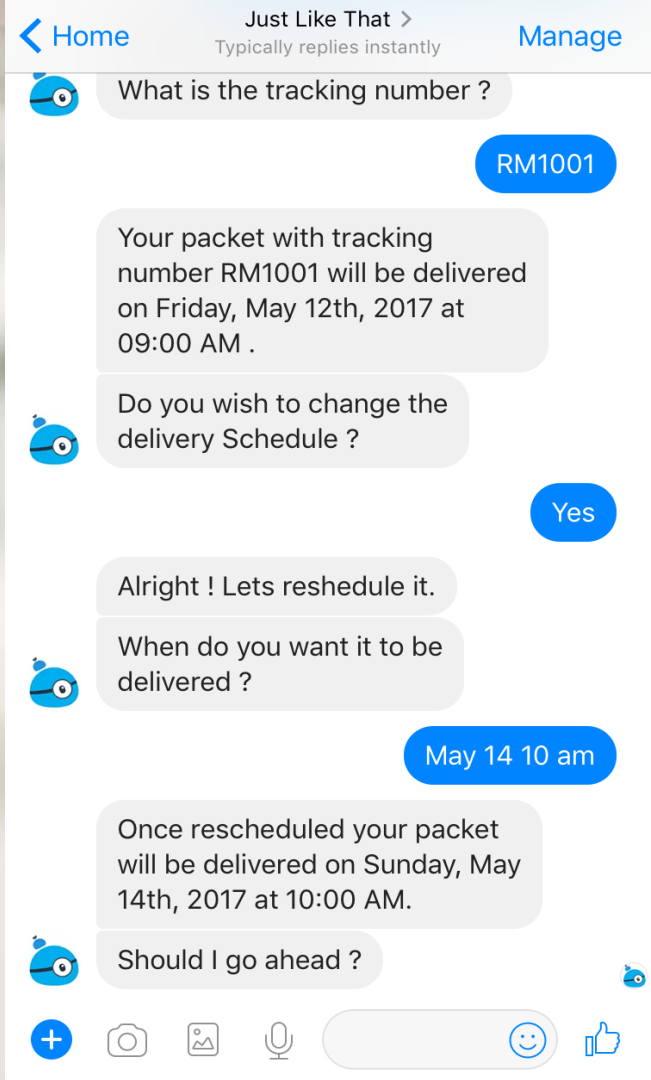 Home
Just Like That
Typically replies instantly
Manage
What is the tracking number ?
RM1001
Your packet with tracking
number RM1001 will be delivered
on Friday, May 12th, 2017 at
09:00 AM .
Do you wish to change the
delivery Schedule ?
Yes
Alright ! Lets reshedule it.
When do you want it to be
delivered ?
May 14 10 am
Once rescheduled your packet
will be delivered on Sunday, May
14th, 2017 at 10:00 AM.
Should I go ahead ?